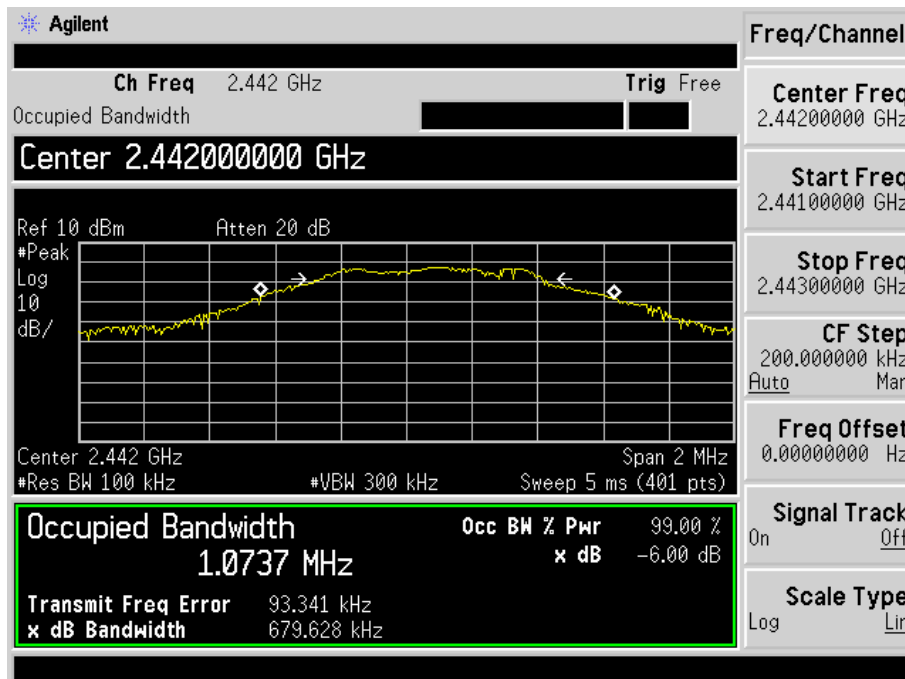 Agilent
Freq/Channel
Ch Freq 2.442 GHz Trig Free
Occupied Bandwidth
Center 2.442000000 GHz
Ref 10 dBm Atten 20 dB
#Peak
Log
10
dB/
Center 2.442 GHz Span 2 MHz
#Res BW 100 kHz #VBW 300 kHz Sweep 5 ms (401 pts)
Occupied Bandwidth Occ BW % Pwr 99.00 %
1.0737 MHz x dB -6.00 dB
Transmit Freq Error 93.341 kHz
x dB Bandwidth 679.628 kHz
Center Freq
2.44200000 GHz
Start Freq
2.44100000 GHz
Stop Freq
2.44300000 GHz
CF Step
200.000000 kHz
Auto Man
Freq Offset
0.00000000 Hz
Signal Track
On Off
Scale Type
Log Lin